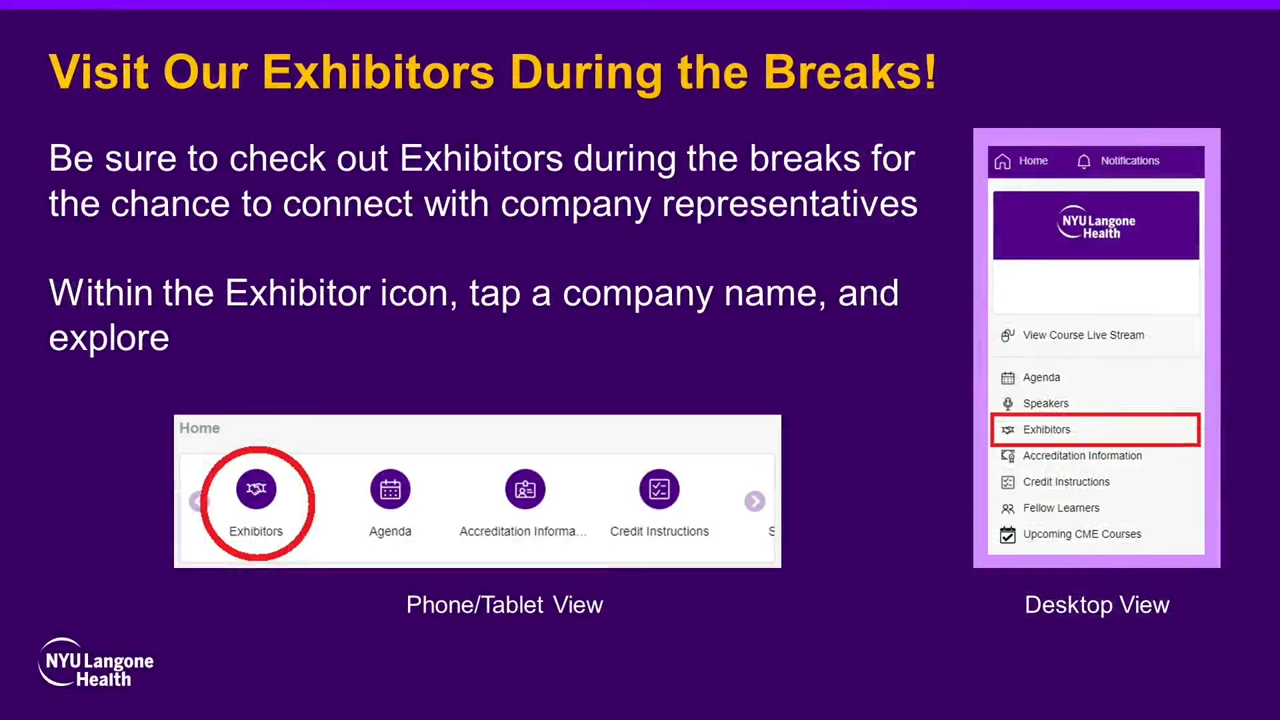 Visit Our Exhibitors During the Breaks!
Be sure to check out Exhibitors during the breaks for
the chance to connect with company representatives
Within the Exhibitor icon, tap a company name, and
explore
Home
Exhibitors
Agenda
Accreditation Informa...
Credit Instructions
S
Phone/Tablet View
Home
Notifications
NYU Langone
Health
View Course Live Stream
Agenda
Speakers
Exhibitors
Accreditation Information
Credit Instructions
Fellow Learners
Upcoming CME Courses
Desktop View
NYU Langone
Health